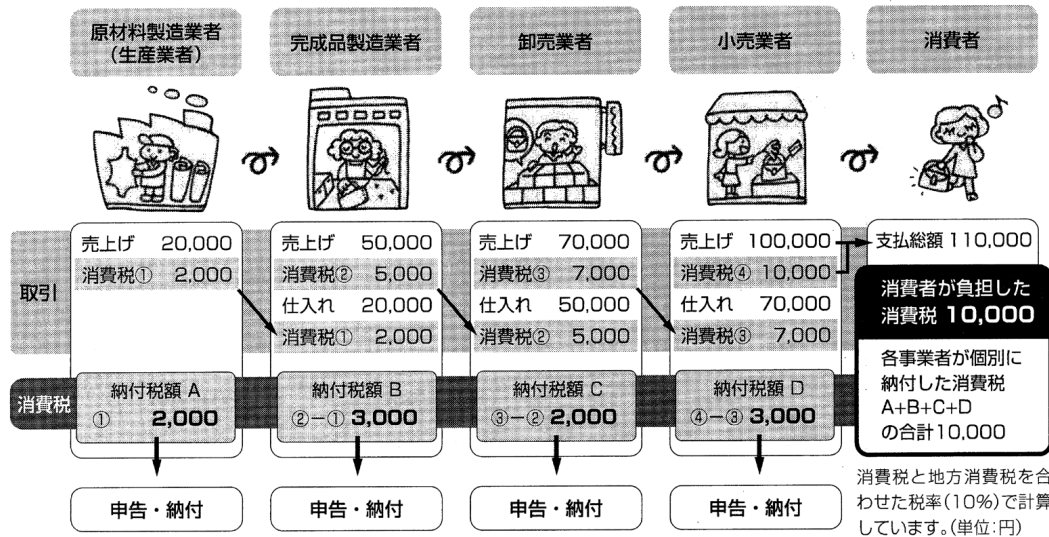 原材料製造業者
(生産業者)
完成品製造業者
卸売業者
小売業者
消費者
取引
売上げ 20,000
消費税① 2,000
売上げ 50,000
消費税② 5,000
仕入れ 20,000
消費税① 2,000
売上げ 70,000
消費税③ 7,000
仕入れ 50,000
消費税② 5,000
売上げ 100,000
消費税④ 10,000
仕入れ 70,000
消費税③ 7,000
支払総額 110,000
消費者が負担した
消費税 10,000
各事業者が個別に
納付した消費税
A+B+C+D
の合計10,000
消費税
納付税額 A
① 2,000
納付税額 B
②-① 3,000
納付税額 C
③-② 2,000
納付税額 D
④-③ 3,000
申告・納付
申告・納付
申告・納付
申告・納付
消費税と地方消費税を合
わせた税率(10%)で計算
しています。(単位:円)